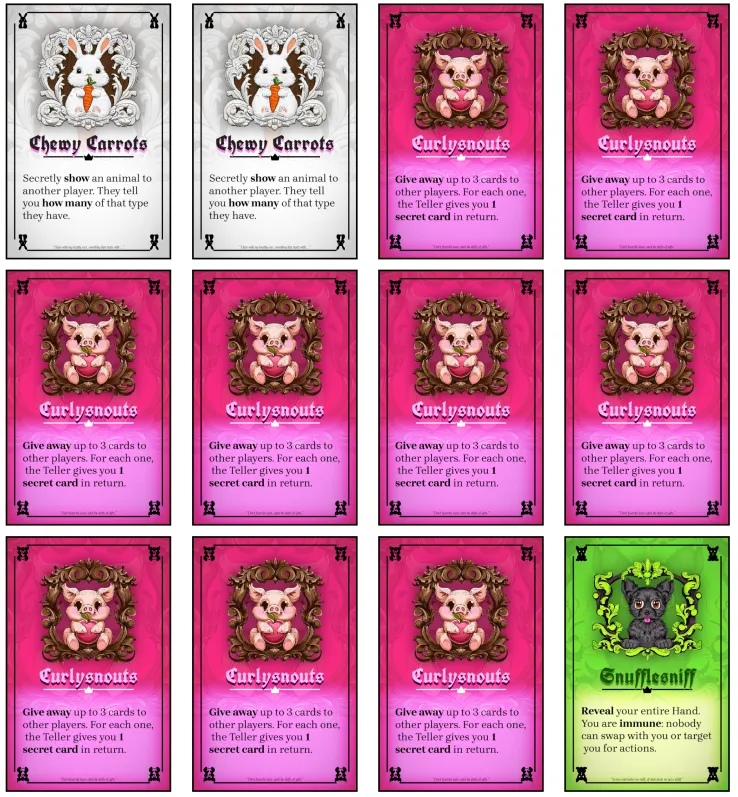 Chewy Carrots
Secretly show an animal to
another player. They tell
you how many of that type
they have.
Chewy Carrots
Secretly show an animal to
another player. They tell
you how many of that type
they have.
Curlysnouts
Give away up to 3 cards to
other players. For each one,
the Teller gives you 1
secret card in return.
Curlysnouts
Give away up to 3 cards to
other players. For each one,
the Teller gives you 1
secret card in return.
Curlysnouts
Give away up to 3 cards to
other players. For each one,
the Teller gives you 1
secret card in return.
Curlysnouts
Give away up to 3 cards to
other players. For each one,
the Teller gives you 1
secret card in return.
Curlysnouts
Give away up to 3 cards to
other players. For each one,
the Teller gives you 1
secret card in return.
Curlysnouts
Give away up to 3 cards to
other players. For each one,
the Teller gives you 1
secret card in return.
Curlysnouts
Give away up to 3 cards to
other players. For each one,
the Teller gives you 1
secret card in return.
Curlysnouts
Give away up to 3 cards to
other players. For each one,
the Teller gives you 1
secret card in return.
Curlysnouts
Give away up to 3 cards to
other players. For each one,
the Teller gives you 1
secret card in return.
Snufflesniff
Reveal your entire Hand.
You are immune: nobody
can swap with you or target
you for actions.